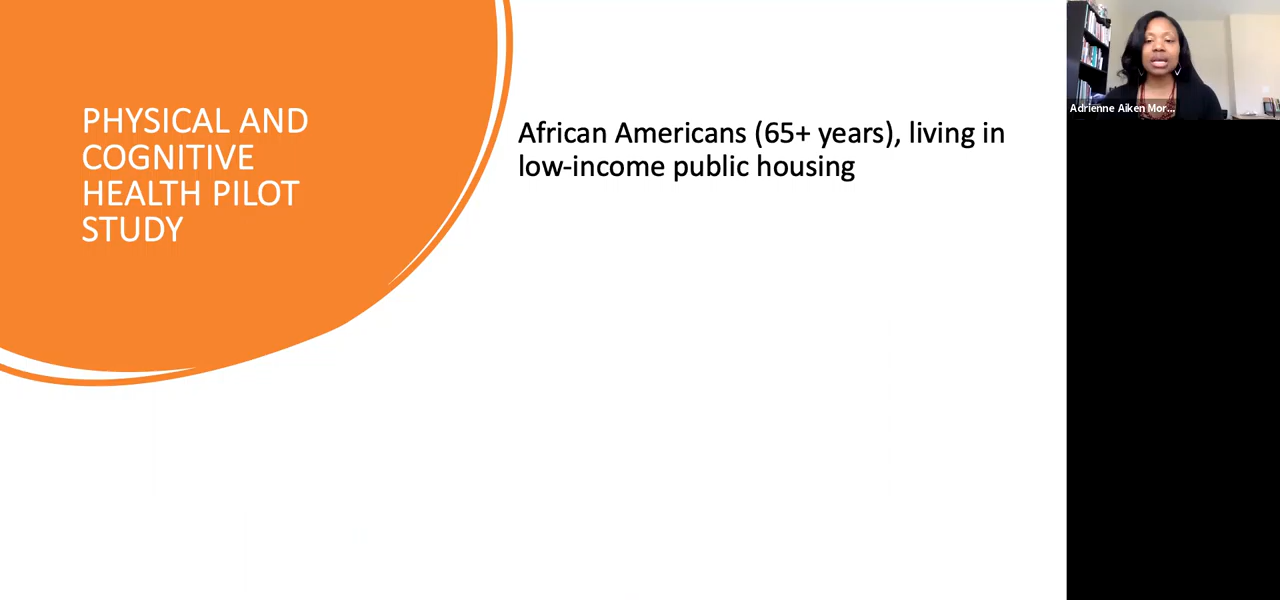 PHYSICAL AND
COGNITIVE
HEALTH PILOT
STUDY
African Americans (65+ years), living in
low-income public housing
Adrienne Aiken Mor...